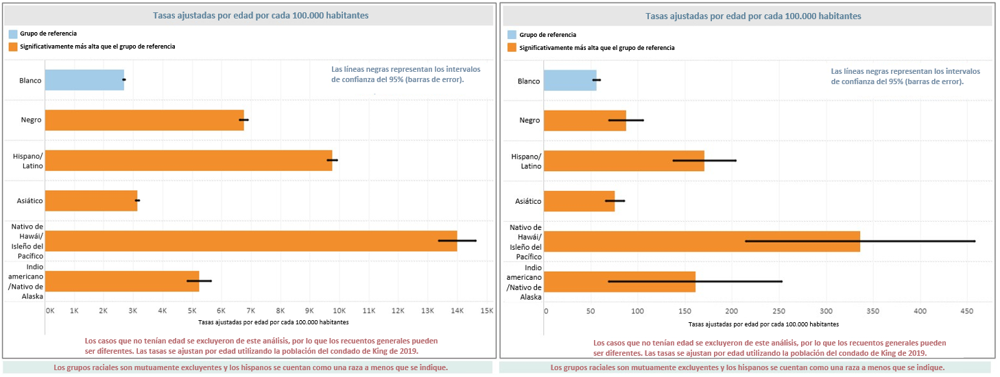 Tasas ajustadas por edad por cada 100.000 habitantes
Grupo de referencia
Significativamente más alta que el grupo de referencia
Las líneas negras representan los intervalos
de confianza del 95% (barras de error).
Blanco
Negro
Hispano/
Latino
Asiático
Nativo de
Hawái/
Isleño del
Pacífico
Indio
americano
/Nativo de
Alaska
0K 1K 2K 3K 4K 5K 6K 7K 8K 9K 10K 11K 12K 13K 14K 15K
Tasas ajustadas por edad por cada 100.000 habitantes
Los casos que no tenían edad se excluyeron de este análisis, por lo que los recuentos generales pueden
ser diferentes. Las tasas se ajustan por edad utilizando la población del condado de King de 2019.
Los grupos raciales son mutuamente excluyentes y los hispanos se cuentan como una raza a menos que se indique.
Tasas ajustadas por edad por cada 100.000 habitantes
Grupo de referencia
Significativamente más alta que el grupo de referencia
Las líneas negras representan los intervalos
de confianza del 95% (barras de error).
Blanco
Negro
Hispano/
Latino
Asiático
Nativo de
Hawái/
Isleño del
Pacífico
Indio
americano
/Nativo de
Alaska
0 50 100 150 200 250 300 350 400 450
Tasas ajustadas por edad por cada 100.000 habitantes
Los casos que no tenían edad se excluyeron de este análisis, por lo que los recuentos generales pueden
ser diferentes. Las tasas se ajustan por edad utilizando la población del condado de King de 2019.
Los grupos raciales son mutuamente excluyentes y los hispanos se cuentan como una raza a menos que se indique.